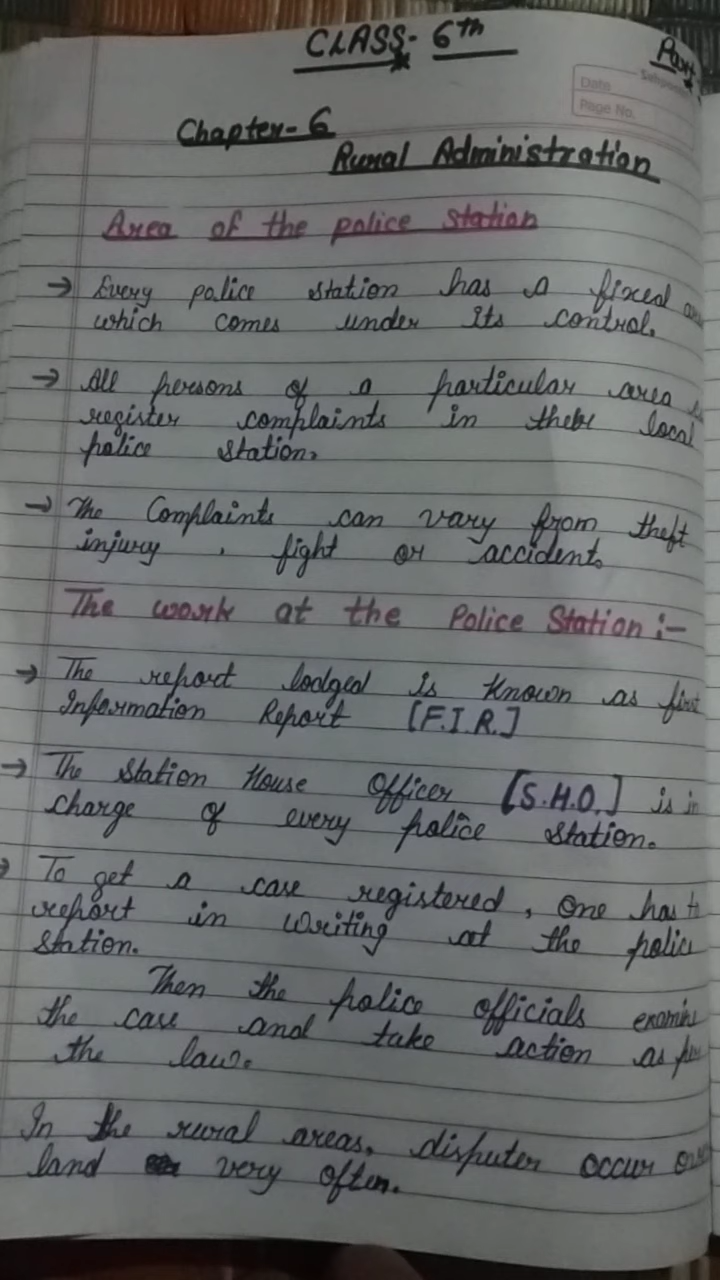 CLASS- 6th
Part
Date
Page No.
Chapter-6
Rural Administration
Area of the police station
→ Every police station has a fixed
which comes under its control.
→ All persons of a particular area
register complaints in their local
police station.
→ The Complaints can vary from theft
injury , fight or accident.
The work at the Police Station :-
→ The report lodged is known as first
Information Report [F.I.R.]
→ The Station House Officer [S.H.O.] is in
charge of every police station.
To get a case registered, one has to
report in writing at the police
station.
Then the police officials examine
the case and take action as per
the law.
In the rural areas, disputer occur over
land very often.